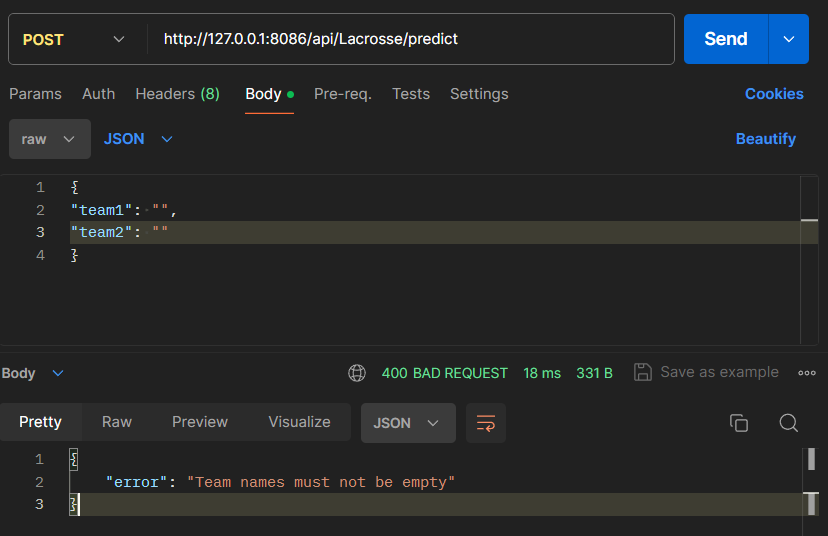 POST http://127.0.0.1:8086/api/Lacrosse/predict Send
Params Auth Headers (8) Body Pre-req. Tests Settings Cookies
raw JSON Beautify
1 {
2 "team1": "",
3 "team2": ""
4 }
Body 400 BAD REQUEST 18 ms 331 B Save as example
Pretty Raw Preview Visualize JSON
1 {
2 "error": "Team names must not be empty"
3 }